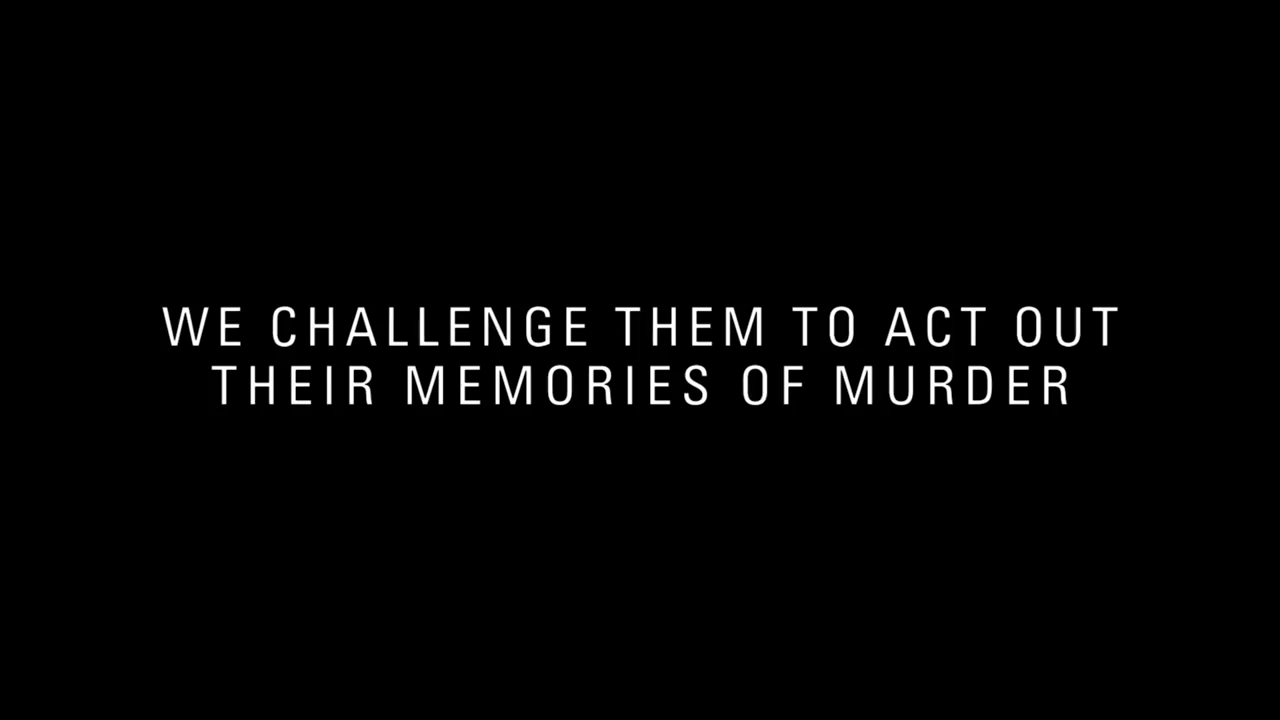 WE CHALLENGE THEM TO ACT OUT
THEIR MEMORIES OF MURDER